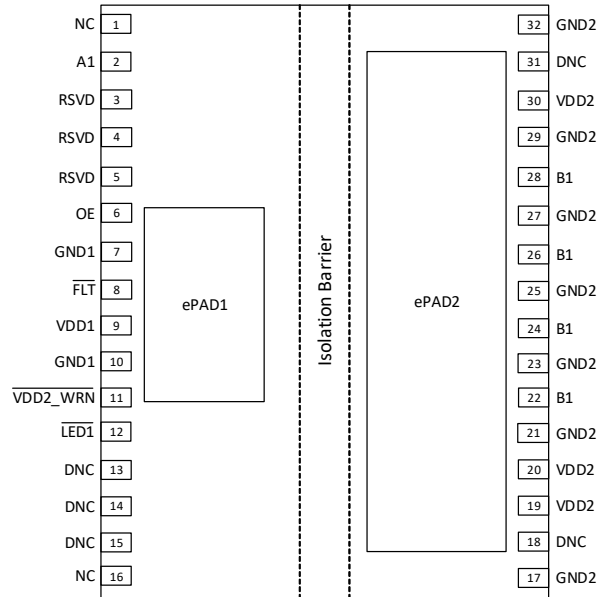 NC 1
A1 2
RSVD 3
RSVD 4
RSVD 5
OE 6
GND1 7
FLT 8
VDD1 9
GND1 10
VDD2_WRN 11
LED1 12
DNC 13
DNC 14
DNC 15
NC 16
ePAD1
Isolation Barrier
ePAD2
32 GND2
31 DNC
30 VDD2
29 GND2
28 B1
27 GND2
26 B1
25 GND2
24 B1
23 GND2
22 B1
21 GND2
20 VDD2
19 VDD2
18 DNC
17 GND2